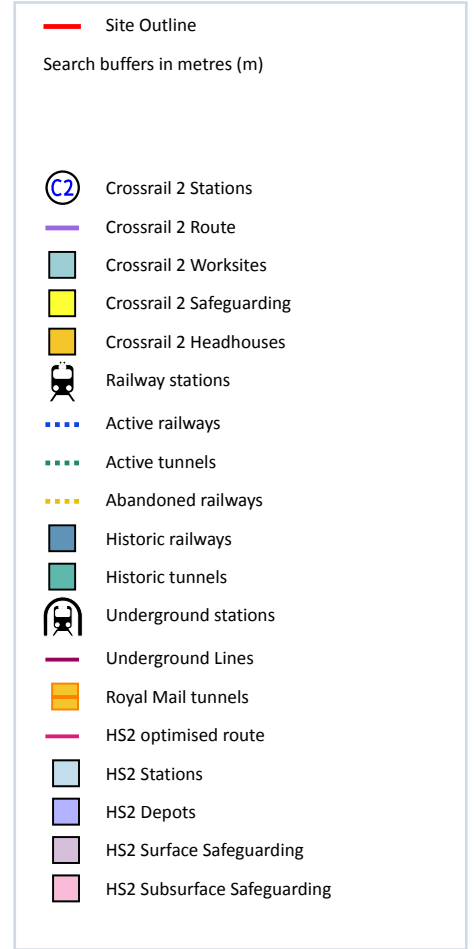 Site Outline
Search buffers in metres (m)
C2 Crossrail 2 Stations
Crossrail 2 Route
Crossrail 2 Worksites
Crossrail 2 Safeguarding
Crossrail 2 Headhouses
Railway stations
Active railways
Active tunnels
Abandoned railways
Historic railways
Historic tunnels
Underground stations
Underground Lines
Royal Mail tunnels
HS2 optimised route
HS2 Stations
HS2 Depots
HS2 Surface Safeguarding
HS2 Subsurface Safeguarding